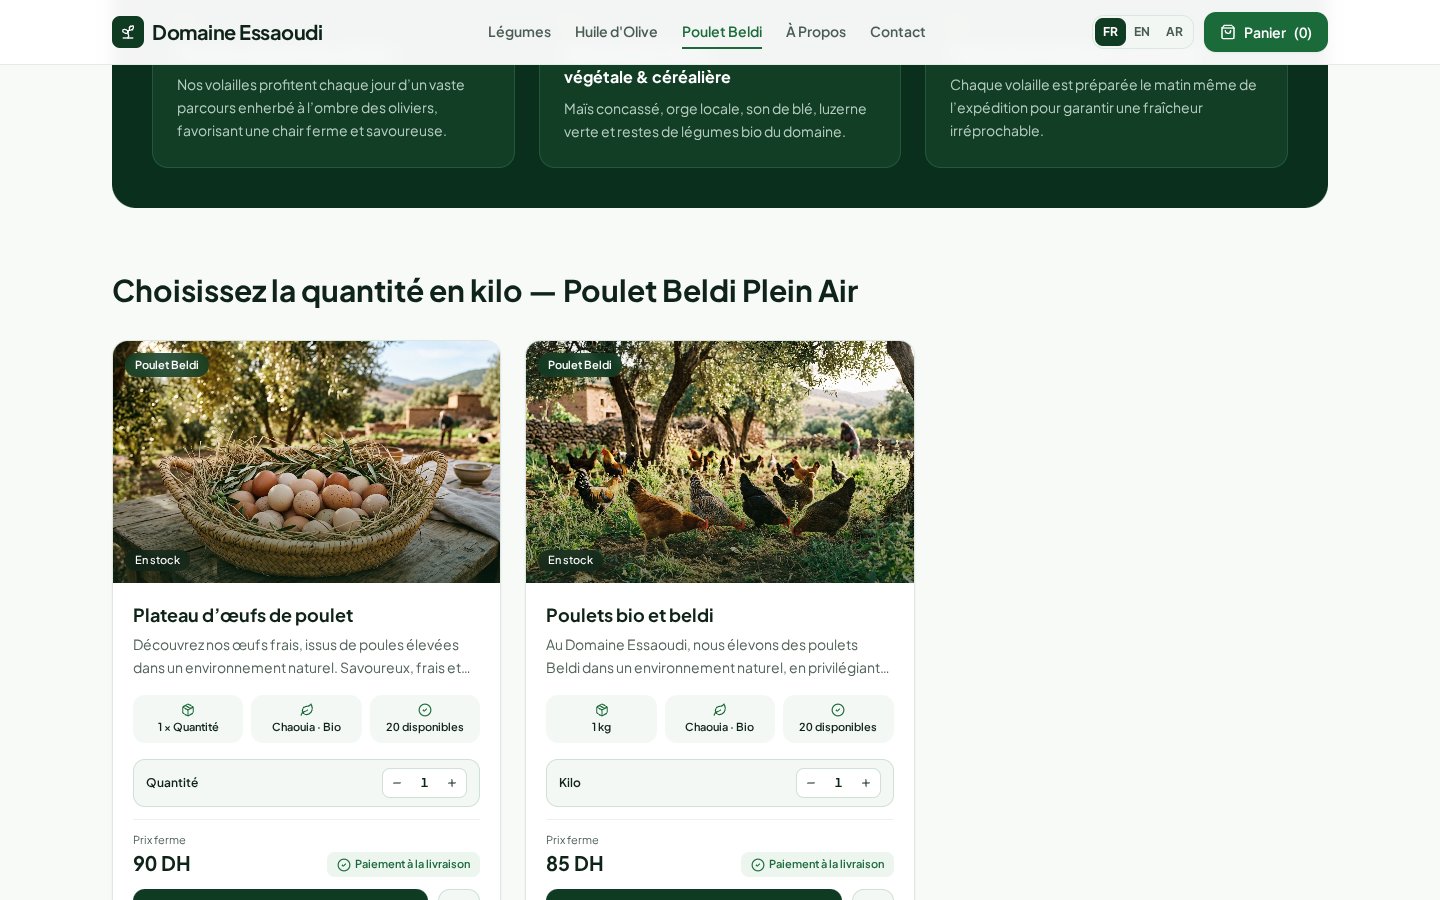 Domaine Essaoudi
Légumes
Huile d'Olive
Poulet Beldi
À Propos
Contact
FR
EN
AR
Panier (0)
Nos volailles profitent chaque jour d’un vaste
parcours enherbé à l’ombre des oliviers,
favorisant une chair ferme et savoureuse.
végétale & céréalière
Maïs concassé, orge locale, son de blé, luzerne
verte et restes de légumes bio du domaine.
Chaque volaille est préparée le matin même de
l’expédition pour garantir une fraîcheur
irréprochable.
Choisissez la quantité en kilo — Poulet Beldi Plein Air
Poulet Beldi
En stock
Plateau d’œufs de poulet
Découvrez nos œufs frais, issus de poules élevées
dans un environnement naturel. Savoureux, frais et…
1 × Quantité
Chaouia · Bio
20 disponibles
Quantité
− 1 +
Prix ferme
90 DH
Paiement à la livraison
Poulet Beldi
En stock
Poulets bio et beldi
Au Domaine Essaoudi, nous élevons des poulets
Beldi dans un environnement naturel, en privilégiant…
1 kg
Chaouia · Bio
20 disponibles
Kilo
− 1 +
Prix ferme
85 DH
Paiement à la livraison